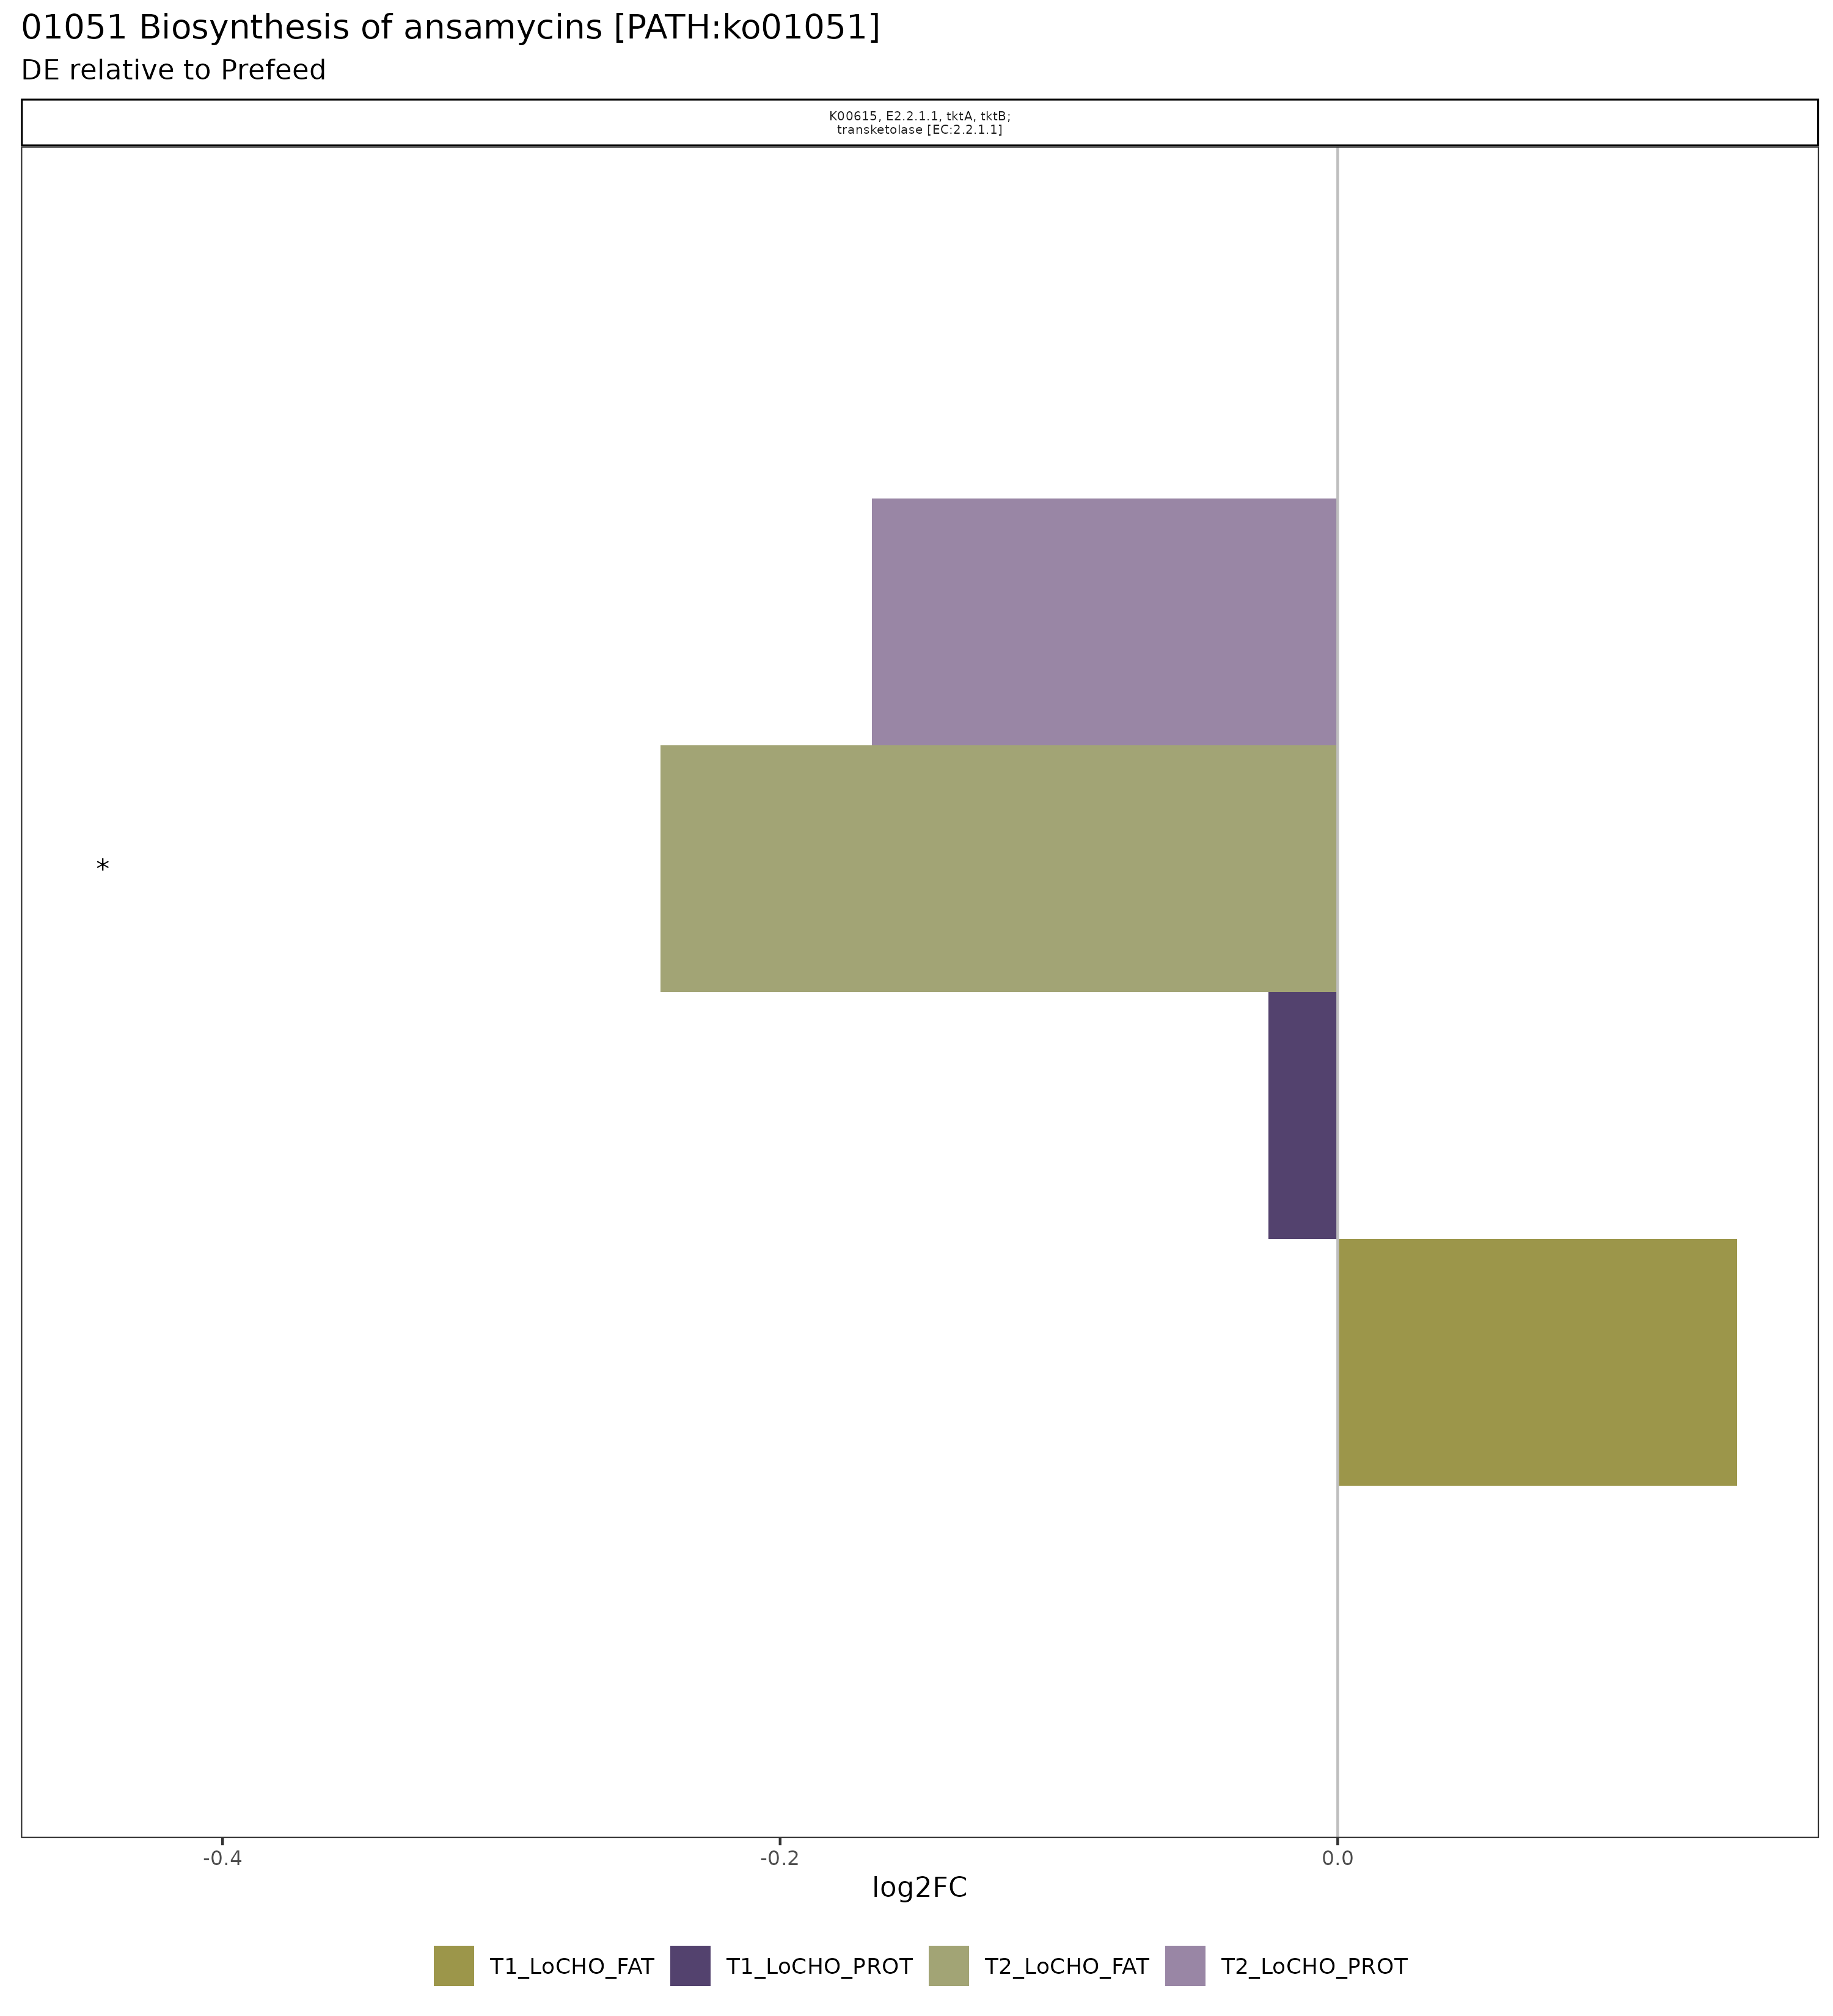 01051 Biosynthesis of ansamycins [PATH:ko01051]
DE relative to Prefeed
K00615, E2.2.1.1, tktA, tktB;
transketolase [EC:2.2.1.1]
*
-0.4 -0.2 0.0
log2FC
T1_LoCHO_FAT T1_LoCHO_PROT T2_LoCHO_FAT T2_LoCHO_PROT